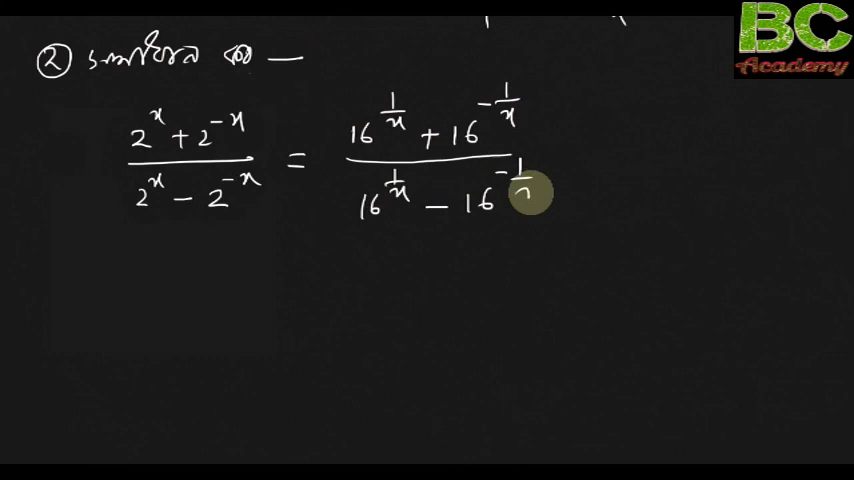 BC
Academy
② সমাধান কর —
(2^x + 2^{-x}) / (2^x - 2^{-x}) = (16^{1/x} + 16^{-1/x}) / (16^{1/x} - 16^{-1/